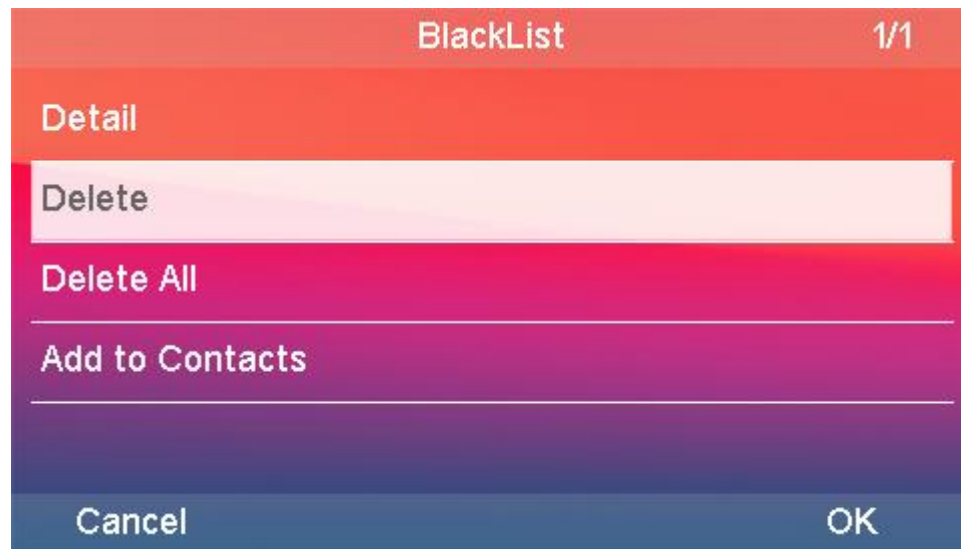 BlackList 1/1
Detail
Delete
Delete All
Add to Contacts
Cancel OK